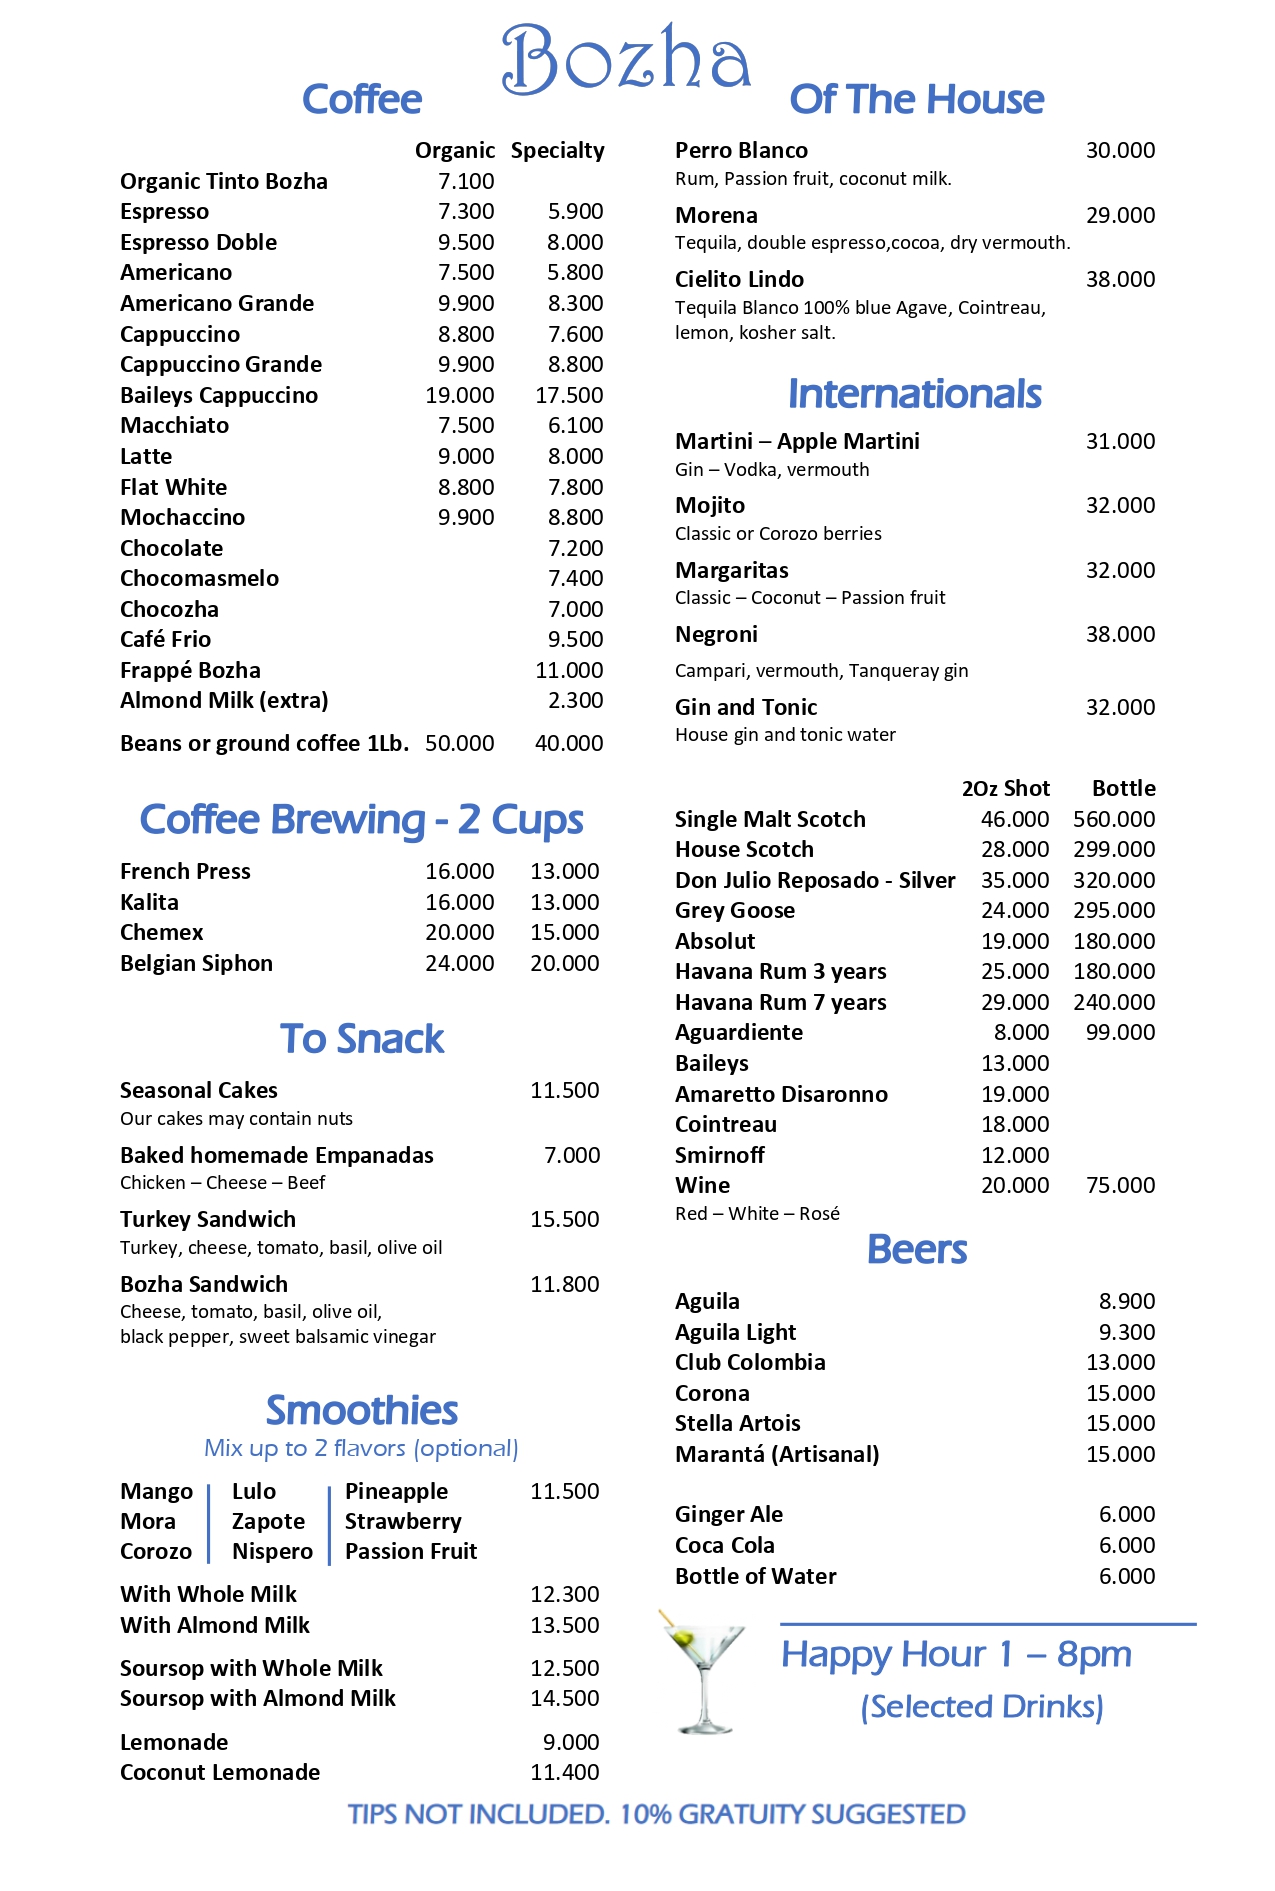 Bozha
Coffee
Organic Specialty
Organic Tinto Bozha 7.100
Espresso 7.300 5.900
Espresso Doble 9.500 8.000
Americano 7.500 5.800
Americano Grande 9.900 8.300
Cappuccino 8.800 7.600
Cappuccino Grande 9.900 8.800
Baileys Cappuccino 19.000 17.500
Macchiato 7.500 6.100
Latte 9.000 8.000
Flat White 8.800 7.800
Mochaccino 9.900 8.800
Chocolate 7.200
Chocomasmelo 7.400
Chocozha 7.000
Café Frio 9.500
Frappé Bozha 11.000
Almond Milk (extra) 2.300
Beans or ground coffee 1Lb. 50.000 40.000
Coffee Brewing - 2 Cups
French Press 16.000 13.000
Kalita 16.000 13.000
Chemex 20.000 15.000
Belgian Siphon 24.000 20.000
To Snack
Seasonal Cakes 11.500
Our cakes may contain nuts
Baked homemade Empanadas 7.000
Chicken – Cheese – Beef
Turkey Sandwich 15.500
Turkey, cheese, tomato, basil, olive oil
Bozha Sandwich 11.800
Cheese, tomato, basil, olive oil,
black pepper, sweet balsamic vinegar
Smoothies
Mix up to 2 flavors (optional)
Mango Lulo Pineapple 11.500
Mora Zapote Strawberry
Corozo Nispero Passion Fruit
With Whole Milk 12.300
With Almond Milk 13.500
Soursop with Whole Milk 12.500
Soursop with Almond Milk 14.500
Lemonade 9.000
Coconut Lemonade 11.400
Of The House
Perro Blanco 30.000
Rum, Passion fruit, coconut milk.
Morena 29.000
Tequila, double espresso,cocoa, dry vermouth.
Cielito Lindo 38.000
Tequila Blanco 100% blue Agave, Cointreau,
lemon, kosher salt.
Internationals
Martini – Apple Martini 31.000
Gin – Vodka, vermouth
Mojito 32.000
Classic or Corozo berries
Margaritas 32.000
Classic – Coconut – Passion fruit
Negroni 38.000
Campari, vermouth, Tanqueray gin
Gin and Tonic 32.000
House gin and tonic water
2Oz Shot Bottle
Single Malt Scotch 46.000 560.000
House Scotch 28.000 299.000
Don Julio Reposado - Silver 35.000 320.000
Grey Goose 24.000 295.000
Absolut 19.000 180.000
Havana Rum 3 years 25.000 180.000
Havana Rum 7 years 29.000 240.000
Aguardiente 8.000 99.000
Baileys 13.000
Amaretto Disaronno 19.000
Cointreau 18.000
Smirnoff 12.000
Wine 20.000 75.000
Red – White – Rosé
Beers
Aguila 8.900
Aguila Light 9.300
Club Colombia 13.000
Corona 15.000
Stella Artois 15.000
Marantá (Artisanal) 15.000
Ginger Ale 6.000
Coca Cola 6.000
Bottle of Water 6.000
Happy Hour 1 – 8pm
(Selected Drinks)
TIPS NOT INCLUDED. 10% GRATUITY SUGGESTED